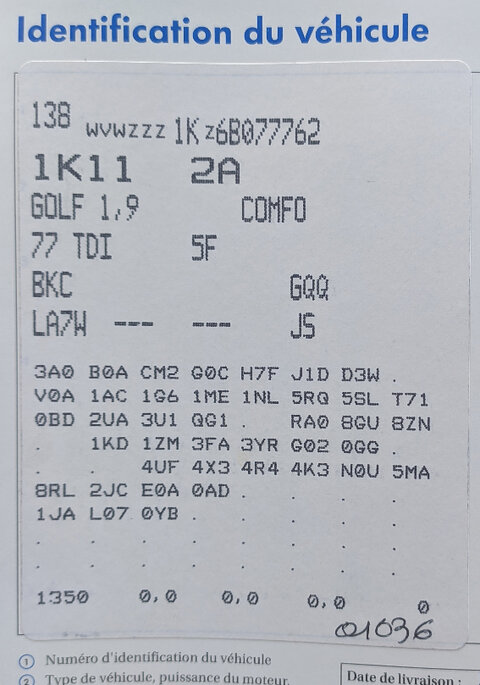 Identification du véhicule
138 WVWZZZ 1K Z6B077762
1K11 2A
GOLF 1,9 COMFO
77 TDI 5F
BKC GQQ
LA7W --- --- JS
3A0 B0A CM2 G0C H7F J1D D3W .
V0A 1AC 1G6 1ME 1NL 5RQ 5SL T71
0BD 2UA 3U1 QG1 . RA0 8GU 8ZN
. 1KD 1ZM 3FA 3YR G02 0GG .
4UF 4X3 4R4 4K3 N0U 5MA
8RL 2JC E0A 0AD . . . .
1JA L07 0YB . . . . .
. . . . . . . .
. . . . . . . .
1350 0,0 0,0 0,0 0
01036
1 Numéro d'identification du véhicule
2 Type de véhicule, puissance du moteur,
Date de livraison :